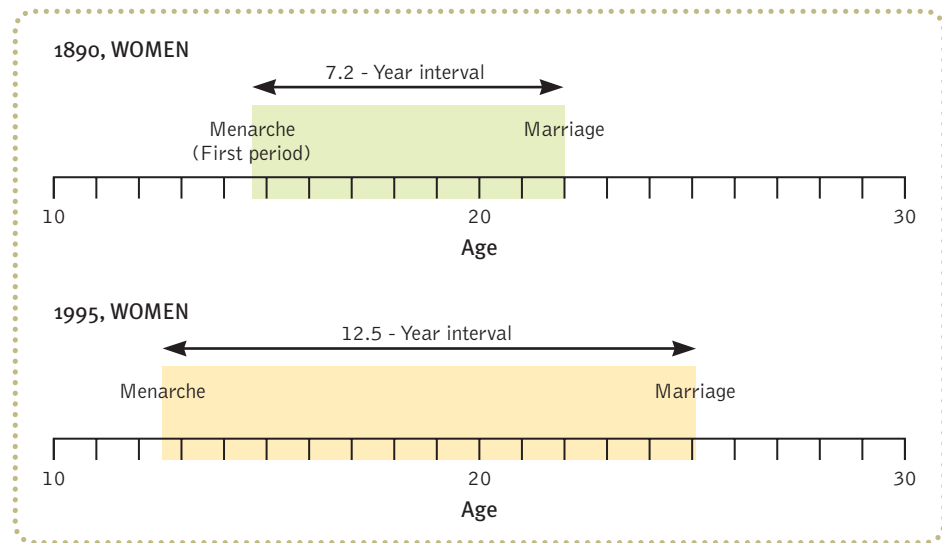 1890, WOMEN
7.2 - Year interval
Menarche
(First period)
Marriage
10
20
30
Age
1995, WOMEN
12.5 - Year interval
Menarche
Marriage
10
20
30
Age